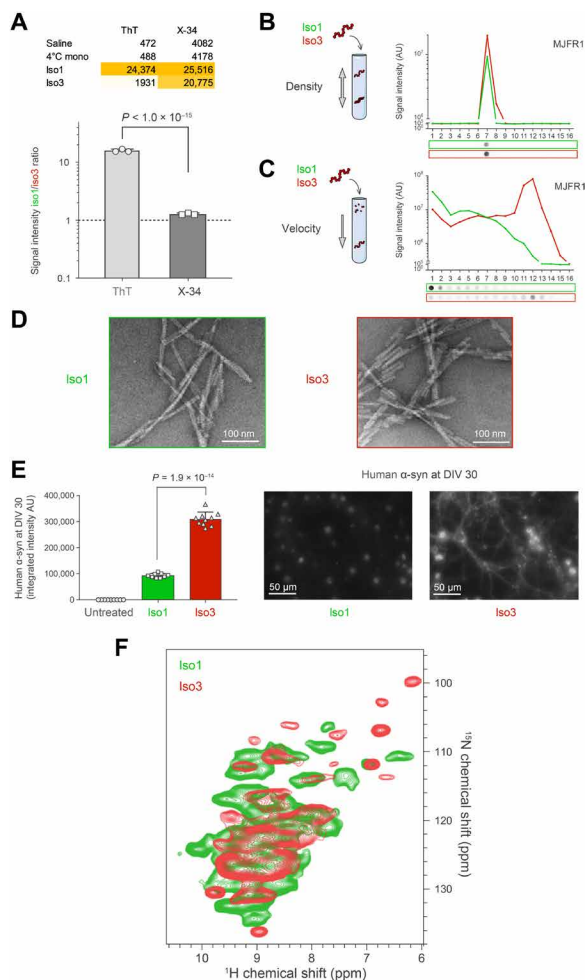 A
ThT X-34
Saline 472 4082
4°C mono 488 4178
Iso1 24,374 25,516
Iso3 1931 20,775
P < 1.0 × 10⁻¹⁵
Signal intensity iso1/iso3 ratio
100
10
1
0.1
ThT X-34
B
Iso1
Iso3
Density
Signal intensity (AU)
MJFR1
1 2 3 4 5 6 7 8 9 10 11 12 13 14 15 16
C
Iso1
Iso3
Velocity
Signal intensity (AU)
MJFR1
1 2 3 4 5 6 7 8 9 10 11 12 13 14 15 16
D
Iso1
100 nm
Iso3
100 nm
E
P = 1.9 × 10⁻¹⁴
Human α-syn at DIV 30
(integrated intensity AU)
400,000
300,000
200,000
100,000
0
Untreated Iso1 Iso3
Human α-syn at DIV 30
50 µm
50 µm
Iso1
Iso3
F
Iso1
Iso3
100
110
120
130
¹⁵N chemical shift (ppm)
10 9 8 7 6
¹H chemical shift (ppm)